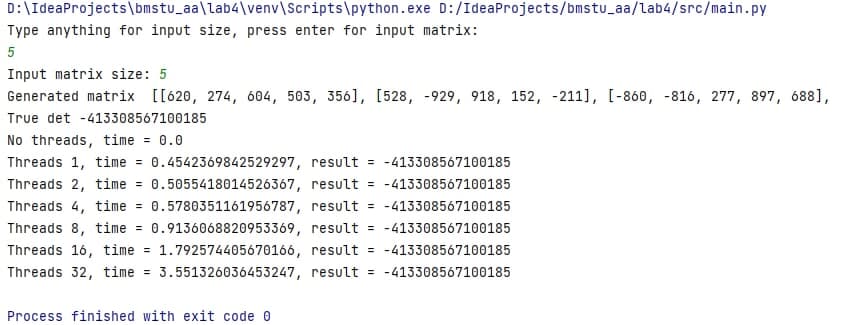 D:\IdeaProjects\bmstu_aa\lab4\venv\Scripts\python.exe D:/IdeaProjects/bmstu_aa/lab4/src/main.py
Type anything for input size, press enter for input matrix:
5
Input matrix size: 5
Generated matrix  [[620, 274, 604, 503, 356], [528, -929, 918, 152, -211], [-860, -816, 277, 897, 688],
True det -413308567100185
No threads, time = 0.0
Threads 1, time = 0.4542369842529297, result = -413308567100185
Threads 2, time = 0.5055418014526367, result = -413308567100185
Threads 4, time = 0.5780351161956787, result = -413308567100185
Threads 8, time = 0.9136068820953369, result = -413308567100185
Threads 16, time = 1.792574405670166, result = -413308567100185
Threads 32, time = 3.551326036453247, result = -413308567100185
Process finished with exit code 0